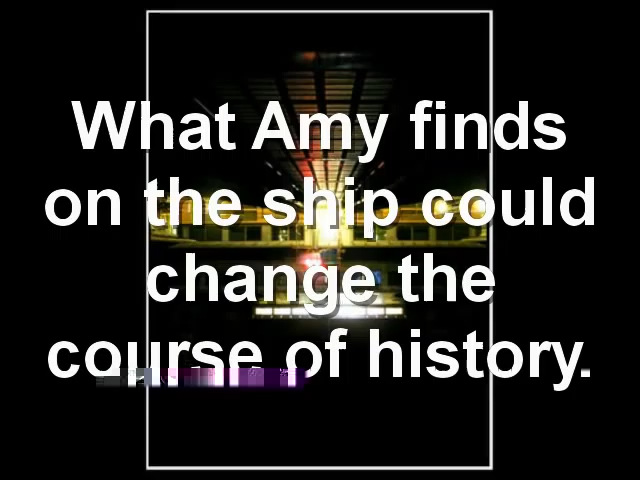 What Amy finds
on the ship could
change the
course of history.